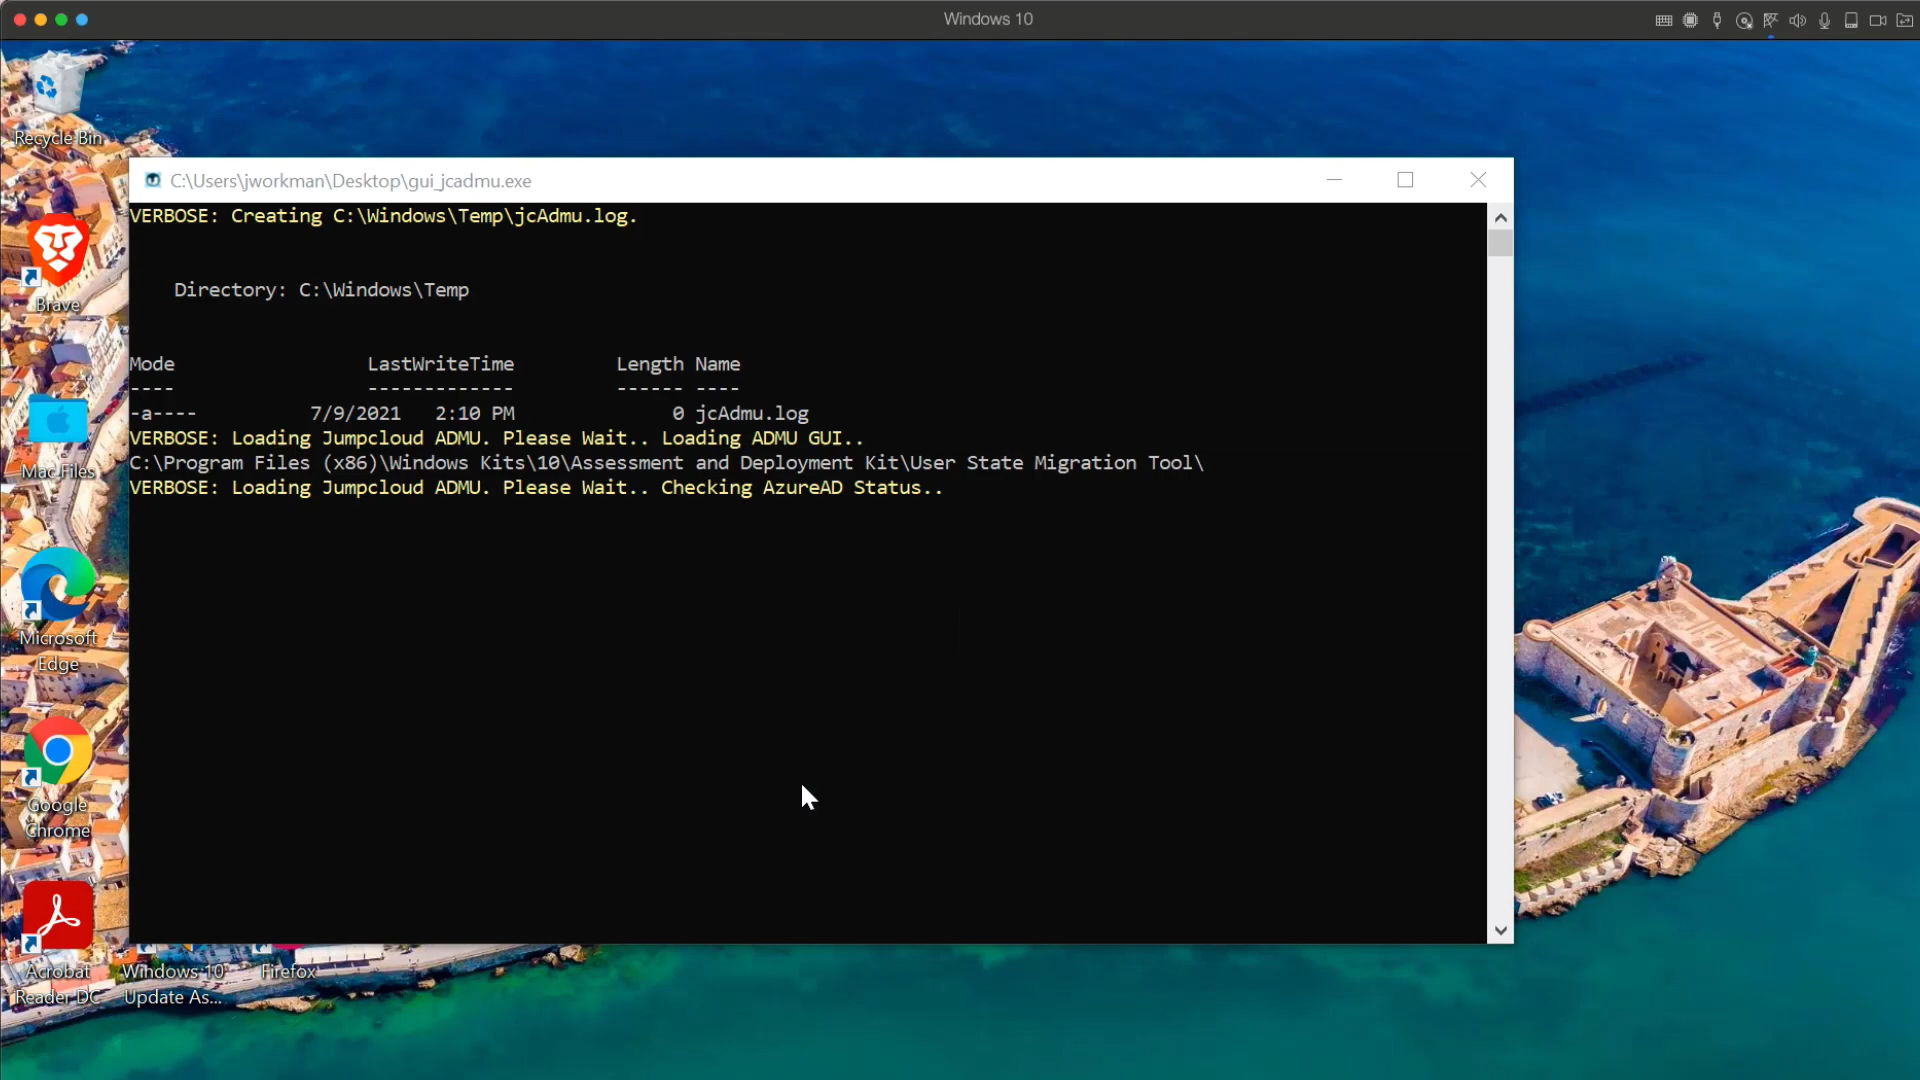 Windows 10
Recycle Bin
Brave
Mac Files
Microsoft
Edge
Google
Chrome
Acrobat
Reader DC
Windows 10
Update As...
Firefox
C:\Users\jworkman\Desktop\gui_jcadmu.exe
VERBOSE: Creating C:\Windows\Temp\jcAdmu.log.
Directory: C:\Windows\Temp
Mode LastWriteTime Length Name
---- ------------- ------ ----
-a---- 7/9/2021 2:10 PM 0 jcAdmu.log
VERBOSE: Loading Jumpcloud ADMU. Please Wait.. Loading ADMU GUI..
C:\Program Files (x86)\Windows Kits\10\Assessment and Deployment Kit\User State Migration Tool\
VERBOSE: Loading Jumpcloud ADMU. Please Wait.. Checking AzureAD Status..